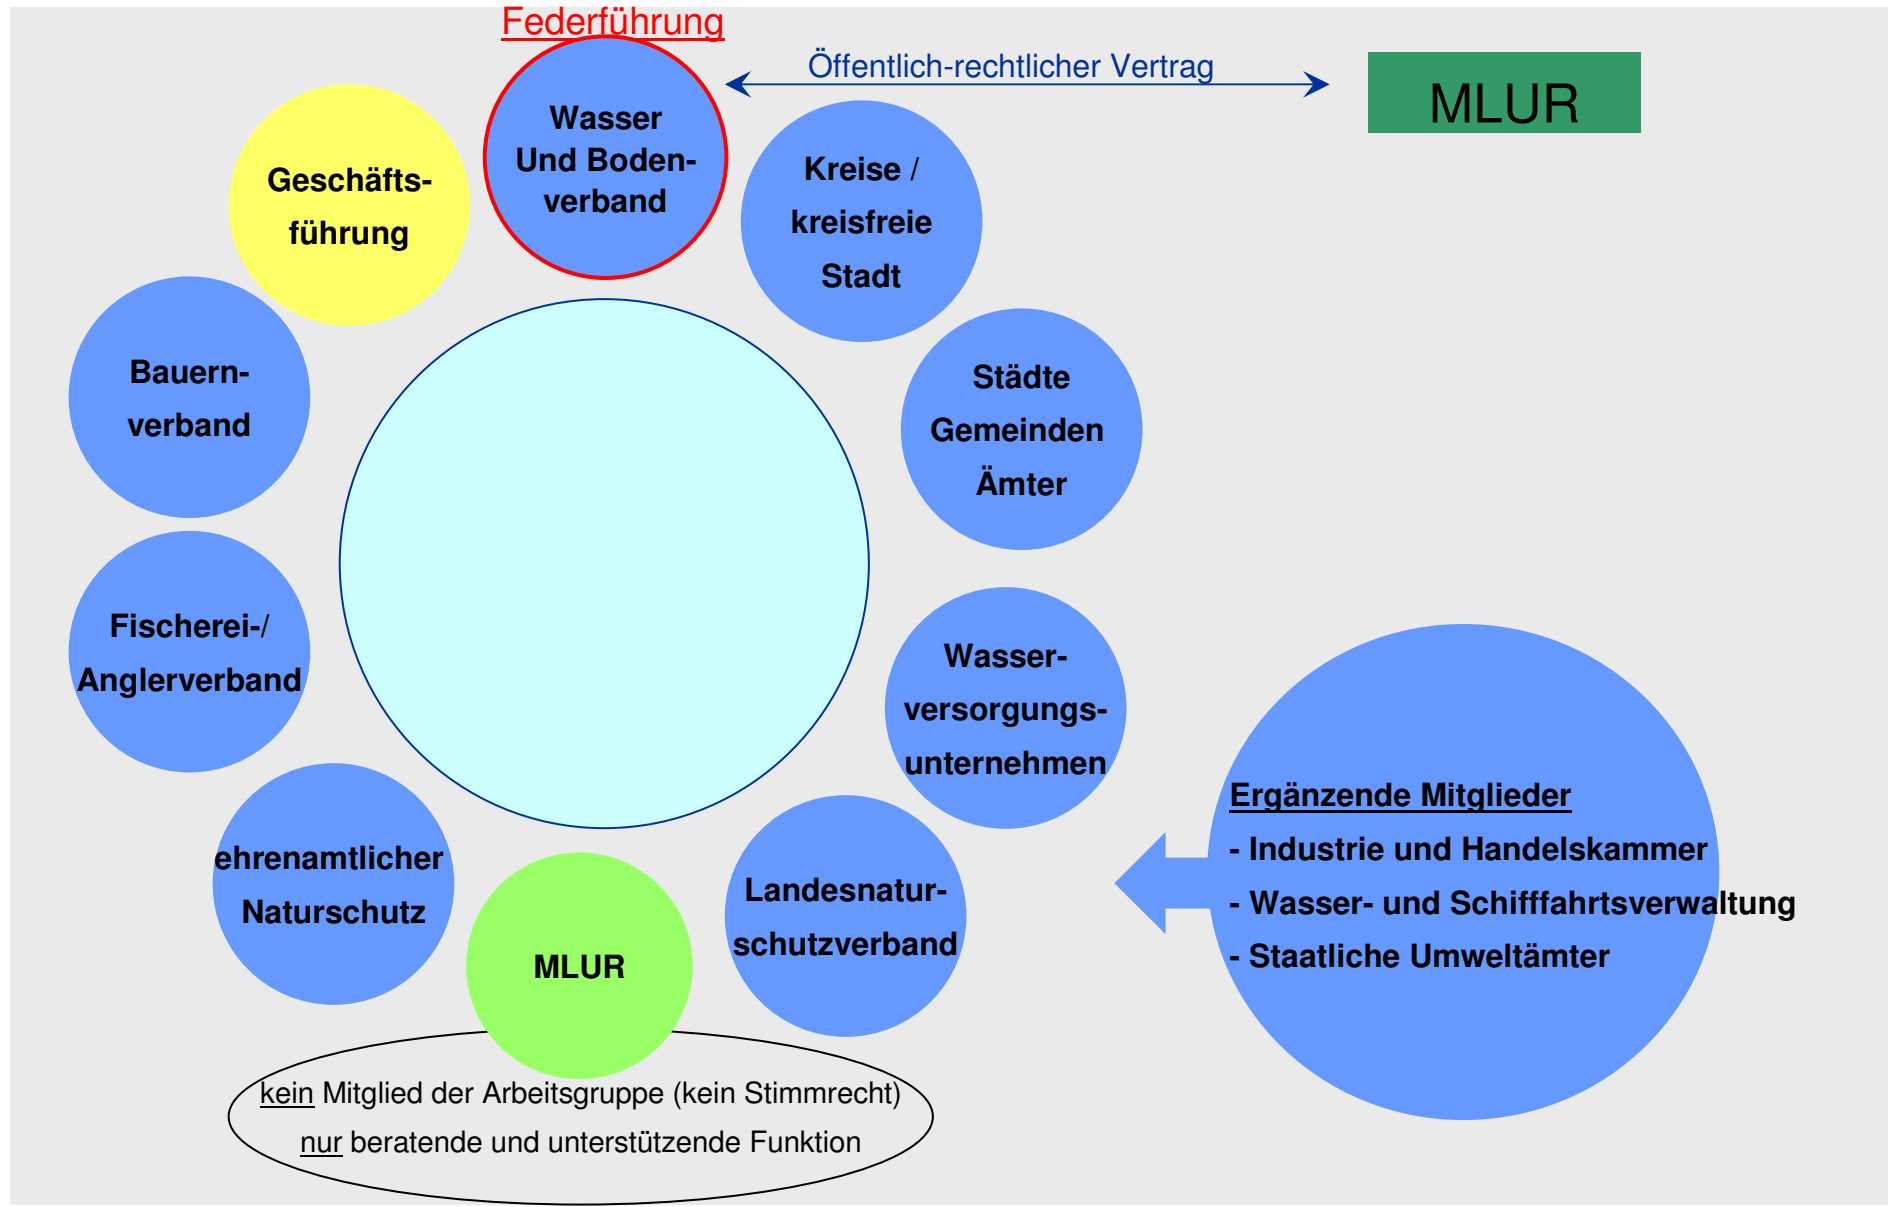 Federführung
Öffentlich-rechtlicher Vertrag
MLUR
Wasser
Und Boden-
verband
Kreise /
kreisfreie
Stadt
Geschäfts-
führung
Städte
Gemeinden
Ämter
Bauern-
verband
Wasser-
versorgungs-
unternehmen
Fischerei-/
Anglerverband
Ergänzende Mitglieder
- Industrie und Handelskammer
- Wasser- und Schifffahrtsverwaltung
- Staatliche Umweltämter
Landesnatur-
schutzverband
ehrenamtlicher
Naturschutz
MLUR
kein Mitglied der Arbeitsgruppe (kein Stimmrecht)
nur beratende und unterstützende Funktion